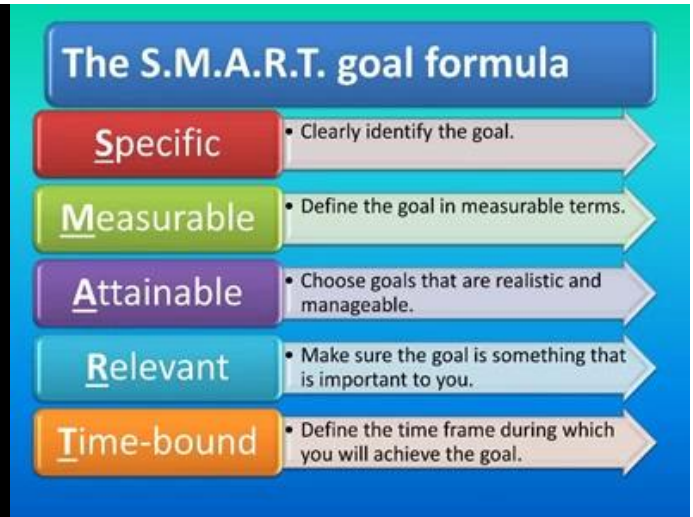 The S.M.A.R.T. goal formula
Specific
• Clearly identify the goal.
Measurable
• Define the goal in measurable terms.
Attainable
• Choose goals that are realistic and
manageable.
Relevant
• Make sure the goal is something that
is important to you.
Time-bound
• Define the time frame during which
you will achieve the goal.